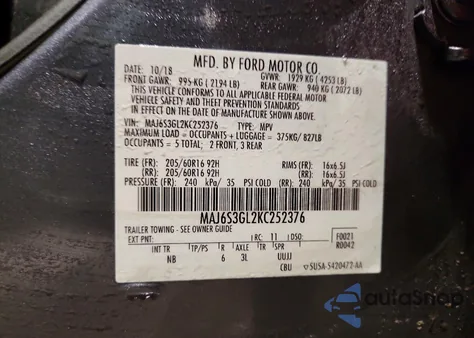 MFD. BY FORD MOTOR CO.
DATE: 10/18 GVWR: 1929 KG ( 4253 LB)
FRONT GAWR: 995 KG ( 2194 LB) REAR GAWR: 940 KG ( 2072 LB)
THIS VEHICLE CONFORMS TO ALL APPLICABLE FEDERAL MOTOR
VEHICLE SAFETY AND BUMPER STANDARDS AND
THEFT PREVENTION STANDARDS IN
EFFECT ON THE DATE OF MANUFACTURE SHOWN ABOVE.
VIN: MAJ6S3GL2KC252376 TYPE: MPV
MAXIMUM LOAD = OCCUPANTS + LUGGAGE = 375KG/ 827LB
OCCUPANTS = 5 TOTAL; 2 FRONT, 3 REAR
TIRE (FR): 205/60R16 92H RIMS (FR): 16x6.5J
(RR): 205/60R16 92H (RR): 16x6.5J
PRESSURE (FR): 240 kPa/ 35 PSI COLD (RR): 240 kPa/ 35 PSI COLD
MAJ6S3GL2KC252376
TRAILER TOWING - SEE OWNER GUIDE
EXT PNT: RC: 11 DSO: F0021
R0042
INT TR TP/PS R AXLE TR SPR
NB 6 3L UUJJ
CBU ▽SUSA-S420472-AA
autoSnap